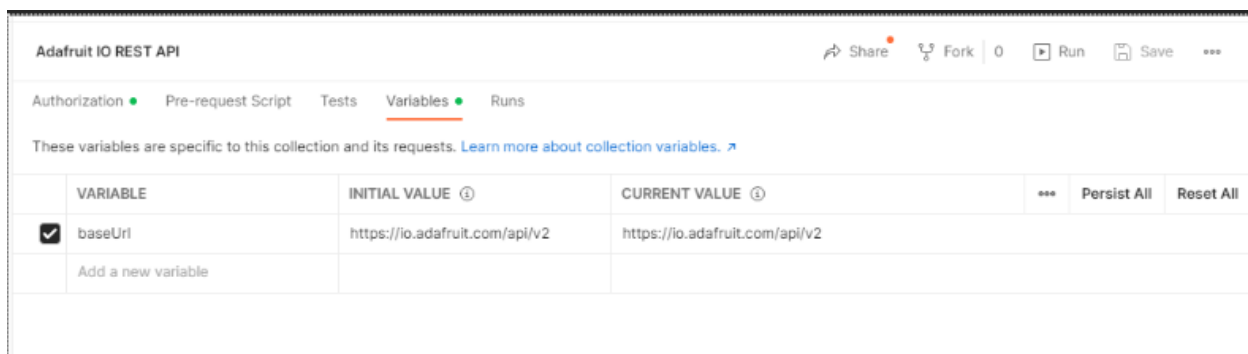 Adafruit IO REST API Share Fork 0 Run Save
Authorization Pre-request Script Tests Variables Runs
These variables are specific to this collection and its requests. Learn more about collection variables. ↗
VARIABLE INITIAL VALUE CURRENT VALUE Persist All Reset All
baseUrl https://io.adafruit.com/api/v2 https://io.adafruit.com/api/v2
Add a new variable